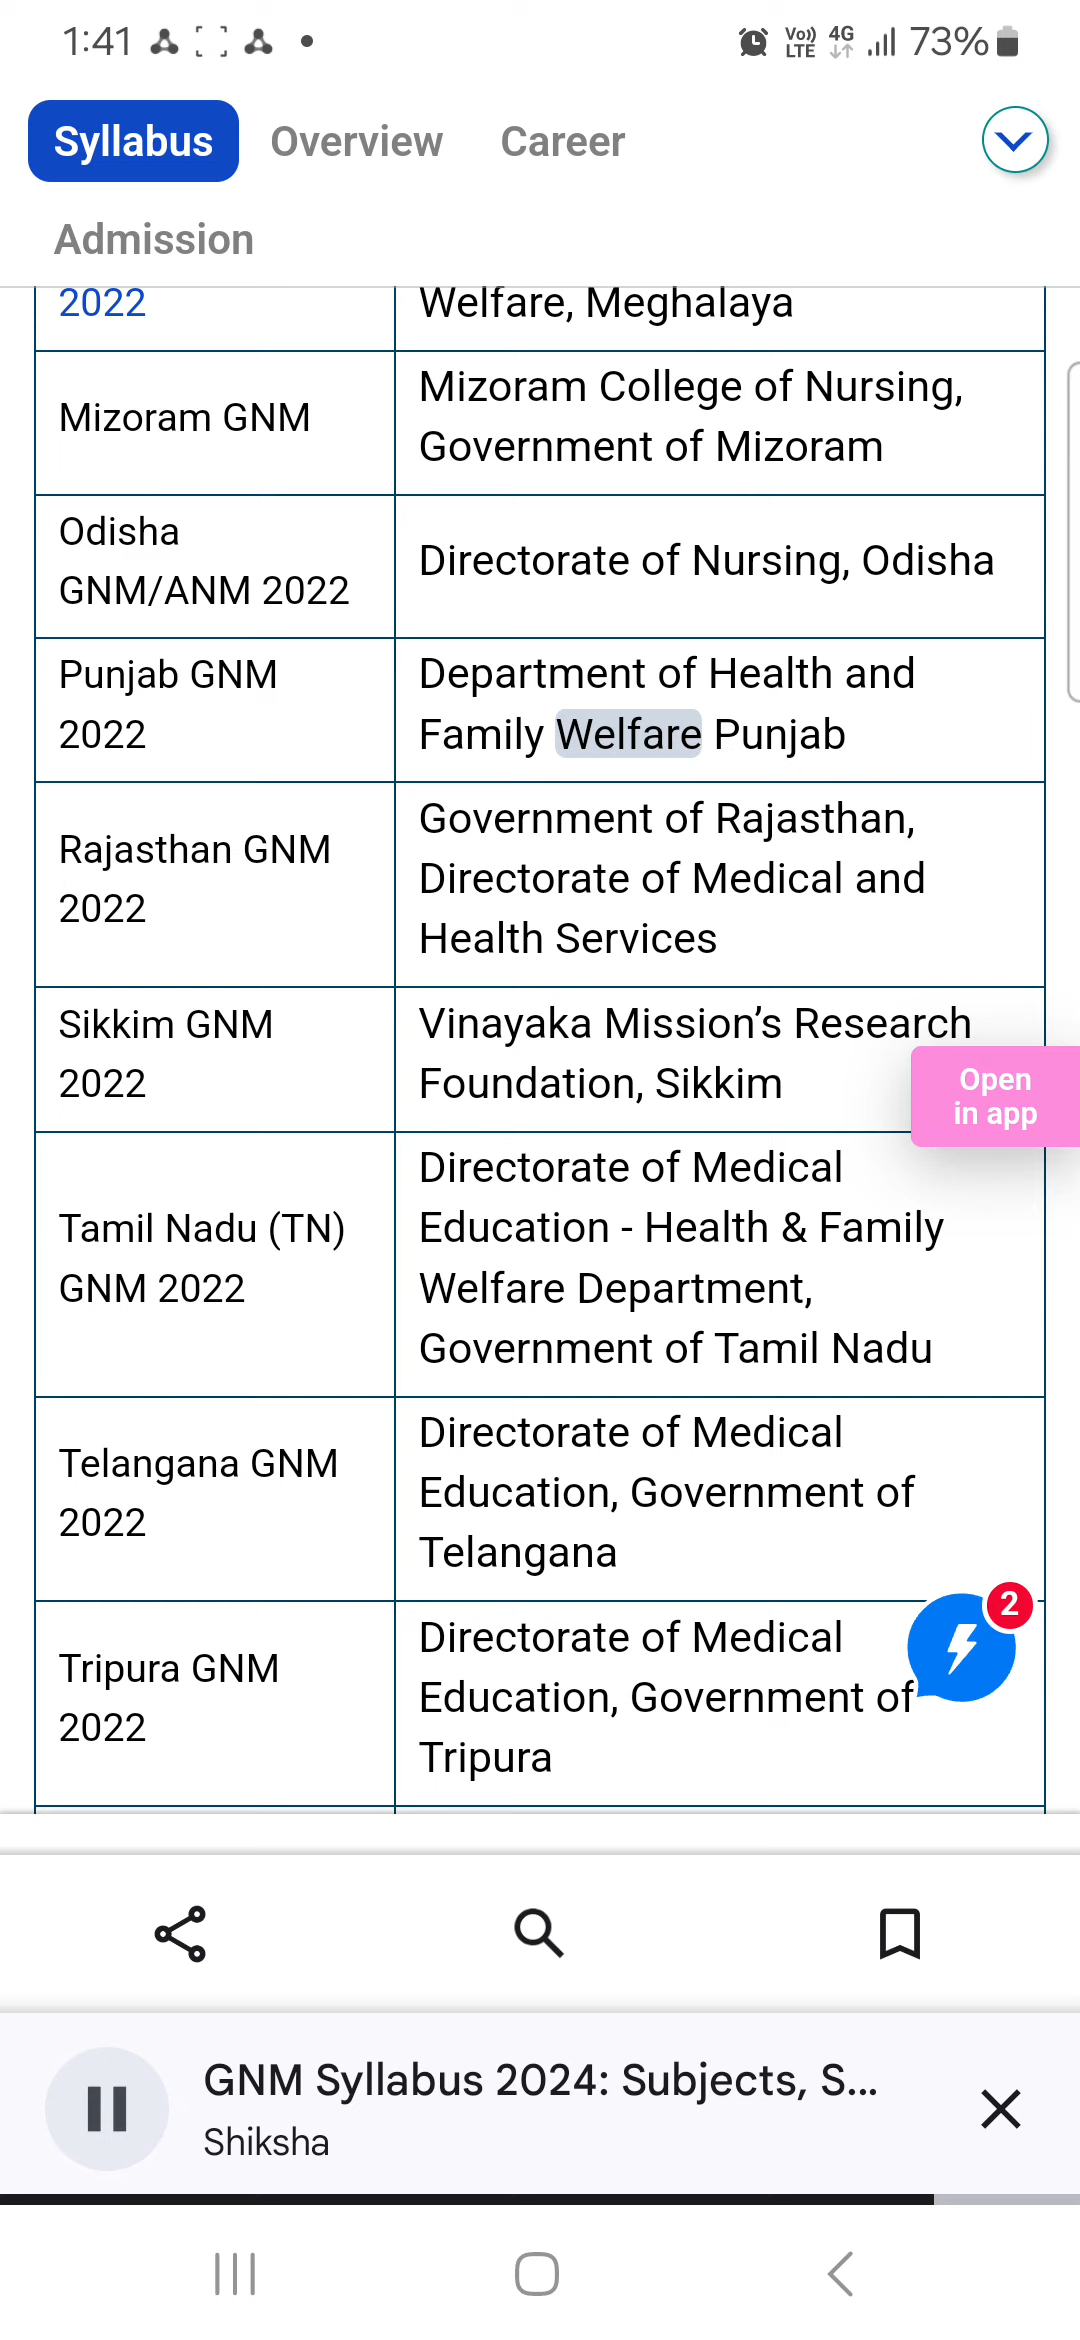 1:41
Vo)) LTE 4G 73%
Syllabus Overview Career
Admission
2022
Welfare, Meghalaya
Mizoram GNM
Mizoram College of Nursing,
Government of Mizoram
Odisha
GNM/ANM 2022
Directorate of Nursing, Odisha
Punjab GNM
2022
Department of Health and
Family Welfare Punjab
Rajasthan GNM
2022
Government of Rajasthan,
Directorate of Medical and
Health Services
Sikkim GNM
2022
Vinayaka Mission’s Research
Foundation, Sikkim
Open
in app
Tamil Nadu (TN)
GNM 2022
Directorate of Medical
Education - Health & Family
Welfare Department,
Government of Tamil Nadu
Telangana GNM
2022
Directorate of Medical
Education, Government of
Telangana
2
Tripura GNM
2022
Directorate of Medical
Education, Government of
Tripura
GNM Syllabus 2024: Subjects, S...
Shiksha